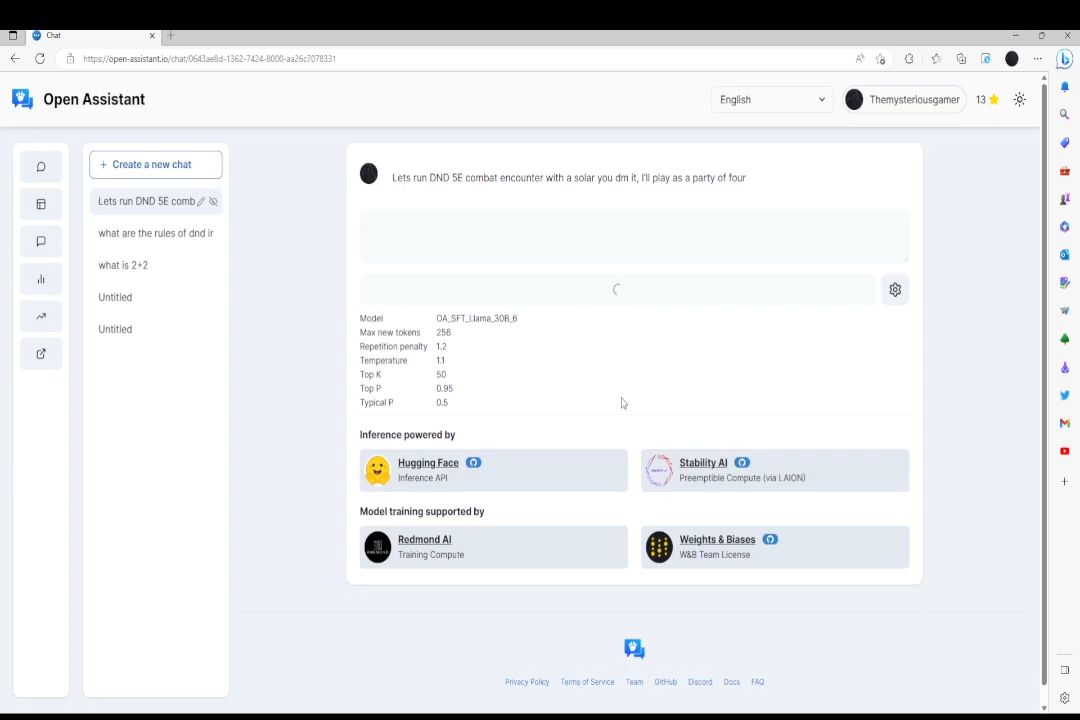 Chat
https://open-assistant.io/chat/0643ae8d-1362-7424-8000-aa26c7078331
Open Assistant
English
Themysteriousgamer
13
+ Create a new chat
Lets run DND 5E comb
what are the rules of dnd ir
what is 2+2
Untitled
Untitled
Lets run DND 5E combat encounter with a solar you dm it, I'll play as a party of four
Model OA_SFT_Llama_30B_6
Max new tokens 256
Repetition penalty 1.2
Temperature 1.1
Top K 50
Top P 0.95
Typical P 0.5
Inference powered by
Hugging Face
Inference API
Stability AI
Preemptible Compute (via LAION)
Model training supported by
Redmond AI
Training Compute
Weights & Biases
W&B Team License
Privacy Policy Terms of Service Team GitHub Discord Docs FAQ